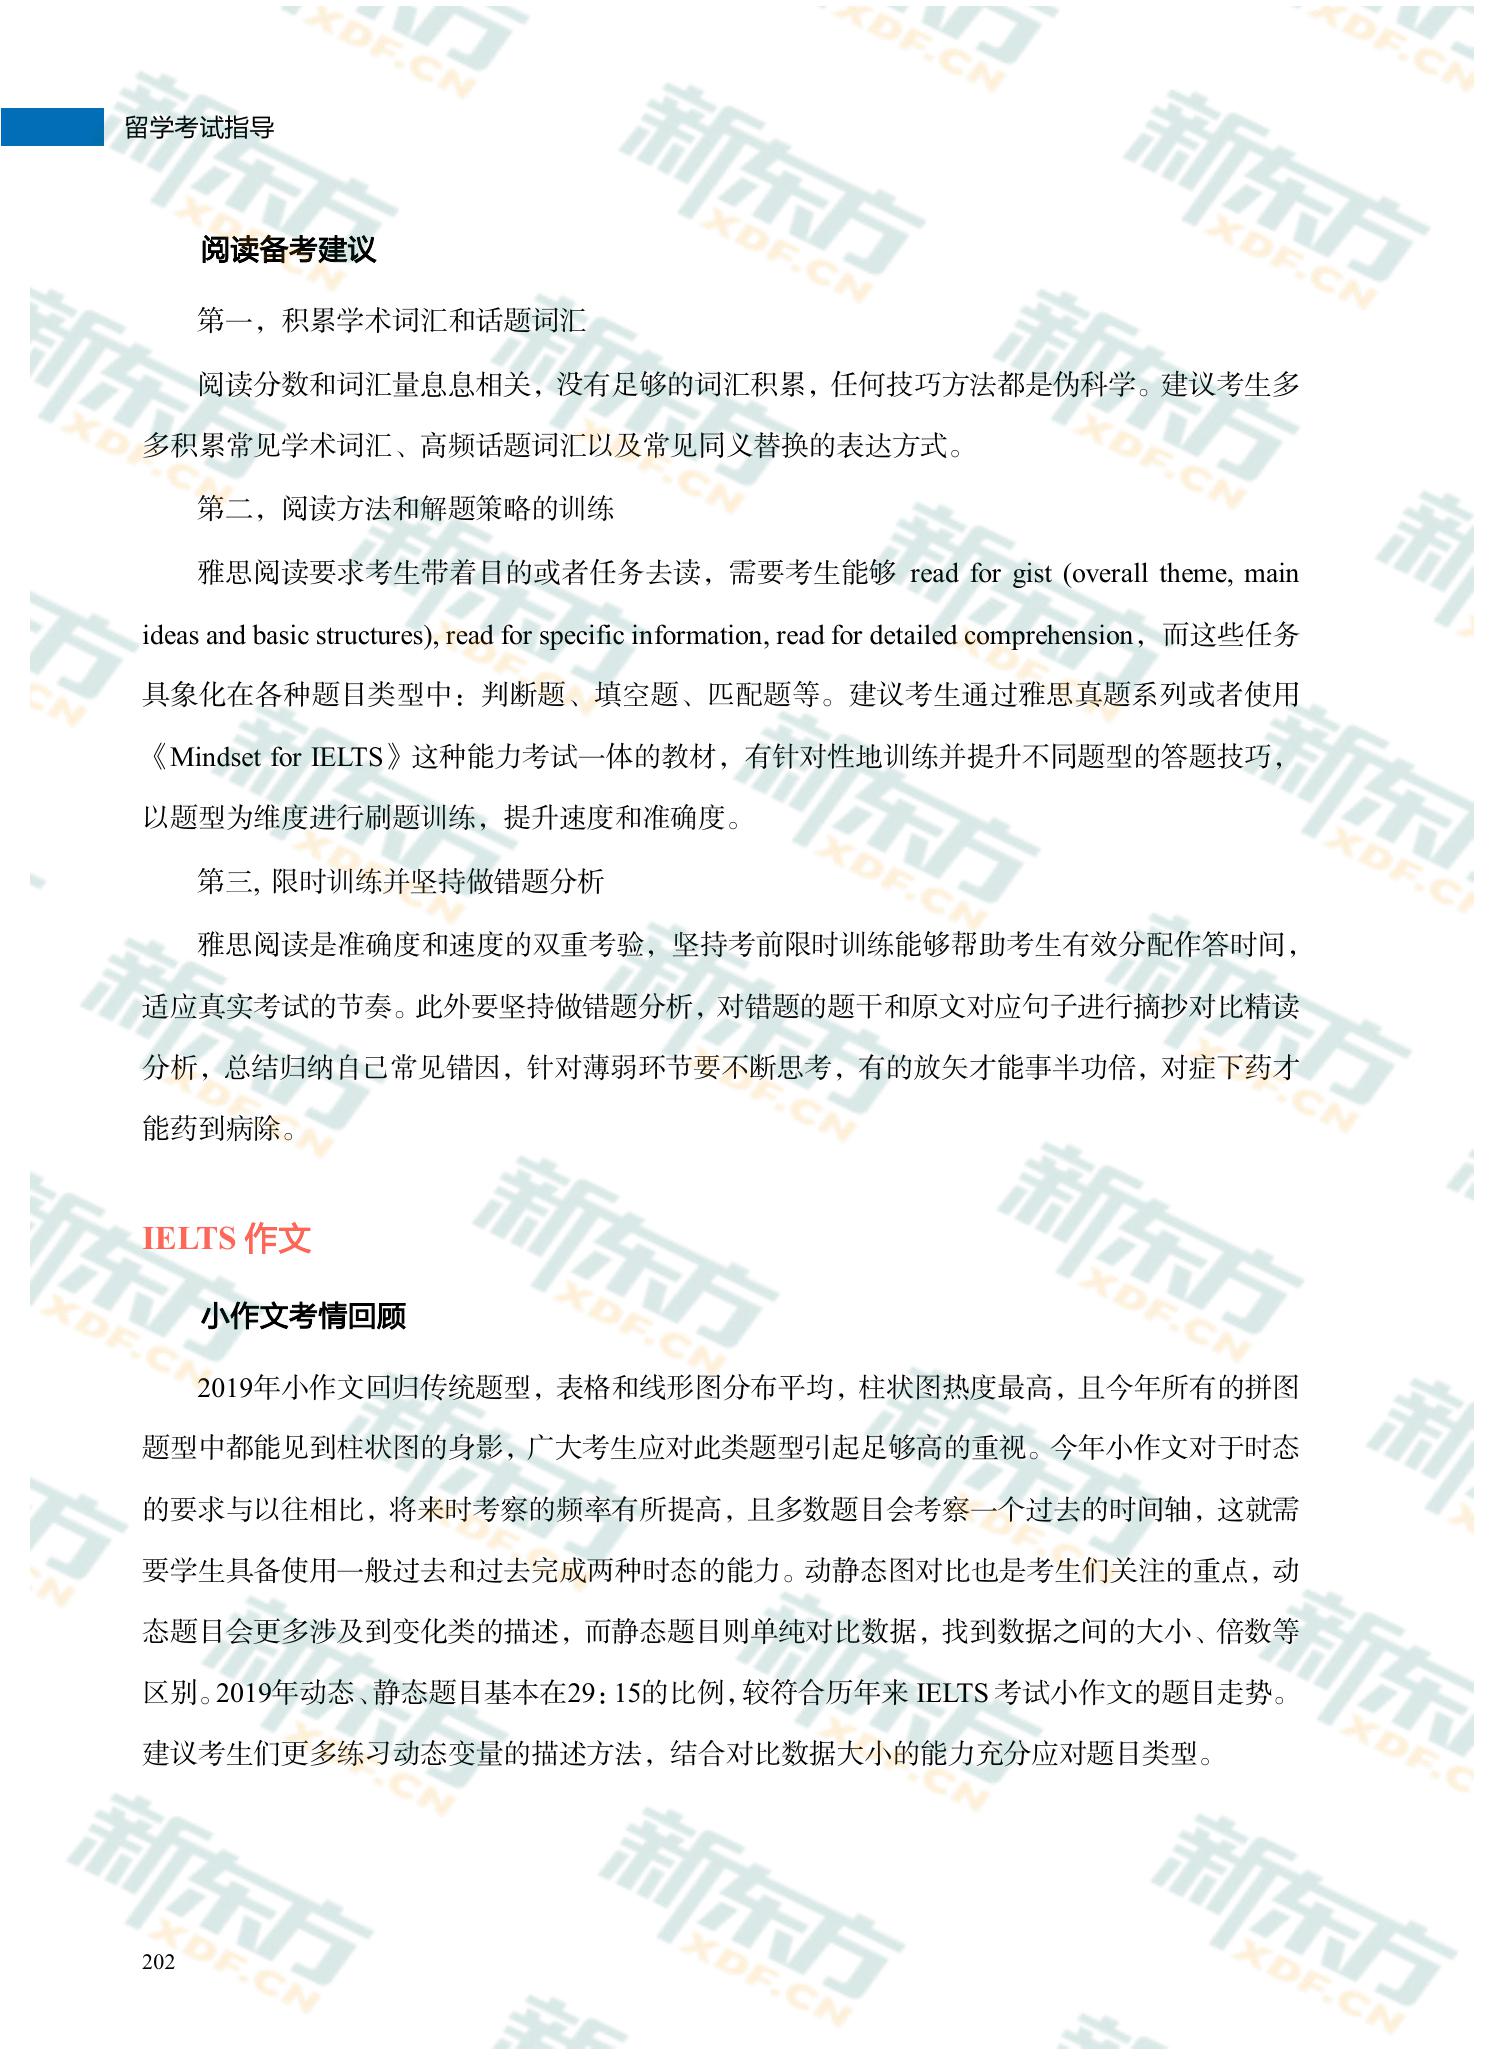 留学考试指导
阅读备考建议
第一，积累学术词汇和话题词汇
阅读分数和词汇量息息相关，没有足够的词汇积累，任何技巧方法都是伪科学。建议考生多
多积累常见学术词汇、高频话题词汇以及常见同义替换的表达方式。
第二，阅读方法和解题策略的训练
雅思阅读要求考生带着目的或者任务去读，需要考生能够 read for gist (overall theme, main
ideas and basic structures), read for specific information, read for detailed comprehension，而这些任务
具象化在各种题目类型中：判断题、填空题、匹配题等。建议考生通过雅思真题系列或者使用
《Mindset for IELTS》这种能力考试一体的教材，有针对性地训练并提升不同题型的答题技巧，
以题型为维度进行刷题训练，提升速度和准确度。
第三, 限时训练并坚持做错题分析
雅思阅读是准确度和速度的双重考验，坚持考前限时训练能够帮助考生有效分配作答时间，
适应真实考试的节奏。此外要坚持做错题分析，对错题的题干和原文对应句子进行摘抄对比精读
分析，总结归纳自己常见错因，针对薄弱环节要不断思考，有的放矢才能事半功倍，对症下药才
能药到病除。
IELTS 作文
小作文考情回顾
2019年小作文回归传统题型，表格和线形图分布平均，柱状图热度最高，且今年所有的拼图
题型中都能见到柱状图的身影，广大考生应对此类题型引起足够高的重视。今年小作文对于时态
的要求与以往相比，将来时考察的频率有所提高，且多数题目会考察一个过去的时间轴，这就需
要学生具备使用一般过去和过去完成两种时态的能力。动静态图对比也是考生们关注的重点，动
态题目会更多涉及到变化类的描述，而静态题目则单纯对比数据，找到数据之间的大小、倍数等
区别。2019年动态、静态题目基本在29：15的比例，较符合历年来 IELTS 考试小作文的题目走势。
建议考生们更多练习动态变量的描述方法，结合对比数据大小的能力充分应对题目类型。
202
新东方
XDF.CN